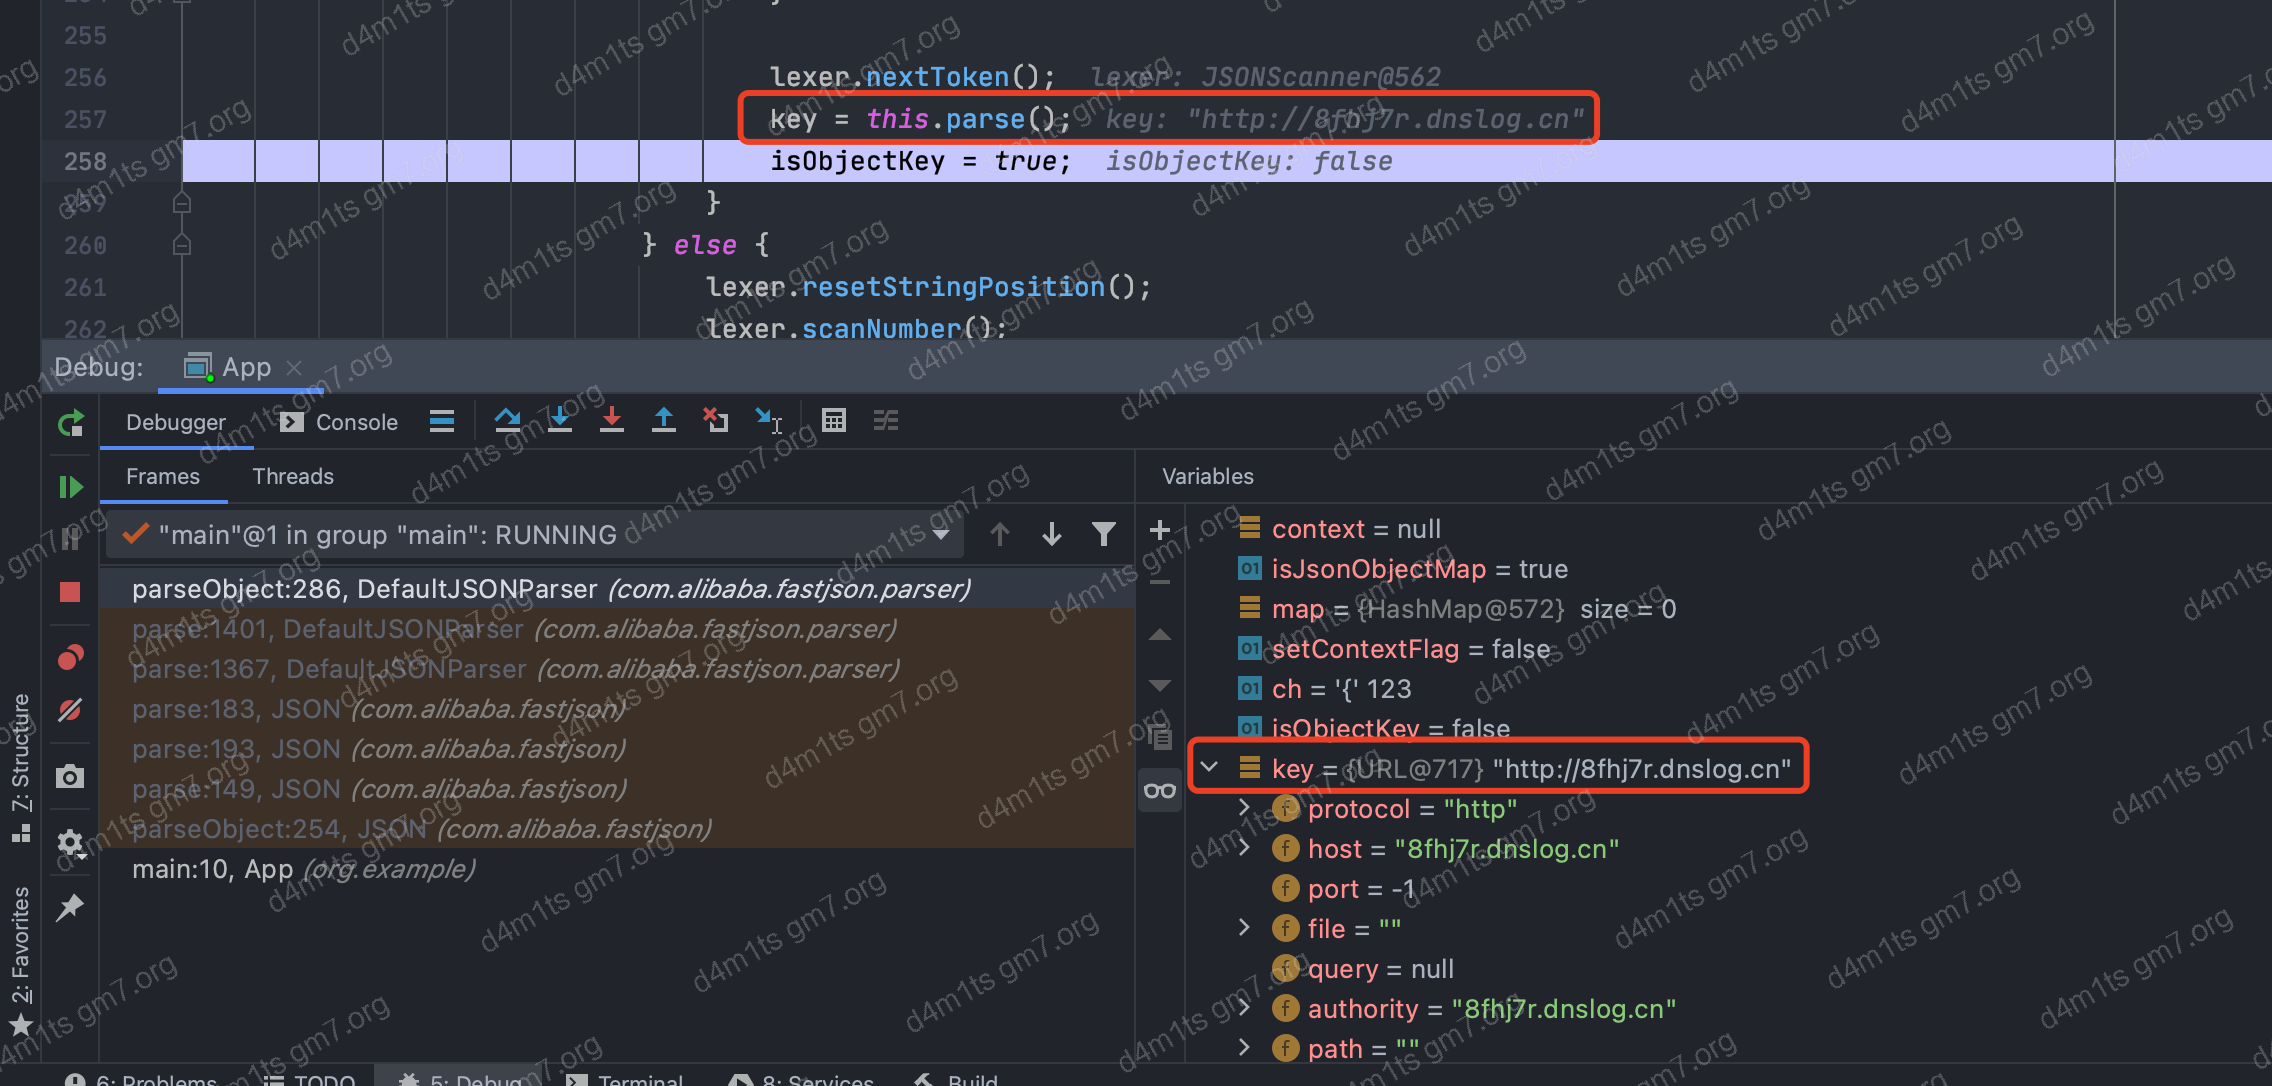 255
256 lexer.nextToken(); lexer: JSONScanner@562
257 key = this.parse(); key: "http://8fhj7r.dnslog.cn"
258 isObjectKey = true; isObjectKey: false
259 }
260 } else {
261 lexer.resetStringPosition();
262 lexer.scanNumber();
Debug: App
Debugger Console
Frames Threads
"main"@1 in group "main": RUNNING
parseObject:286, DefaultJSONParser (com.alibaba.fastjson.parser)
parse:1401, DefaultJSONParser (com.alibaba.fastjson.parser)
parse:1367, DefaultJSONParser (com.alibaba.fastjson.parser)
parse:183, JSON (com.alibaba.fastjson)
parse:193, JSON (com.alibaba.fastjson)
parse:149, JSON (com.alibaba.fastjson)
parseObject:254, JSON (com.alibaba.fastjson)
main:10, App (org.example)
Variables
context = null
01 isJsonObjectMap = true
map = {HashMap@572} size = 0
01 setContextFlag = false
01 ch = '{' 123
01 isObjectKey = false
key = {URL@717} "http://8fhj7r.dnslog.cn"
f protocol = "http"
f host = "8fhj7r.dnslog.cn"
f port = -1
f file = ""
f query = null
f authority = "8fhj7r.dnslog.cn"
f path = ""
7: Structure
2: Favorites
6: Problems TODO 5: Debug Terminal 8: Services Build
d4m1ts gm7.org